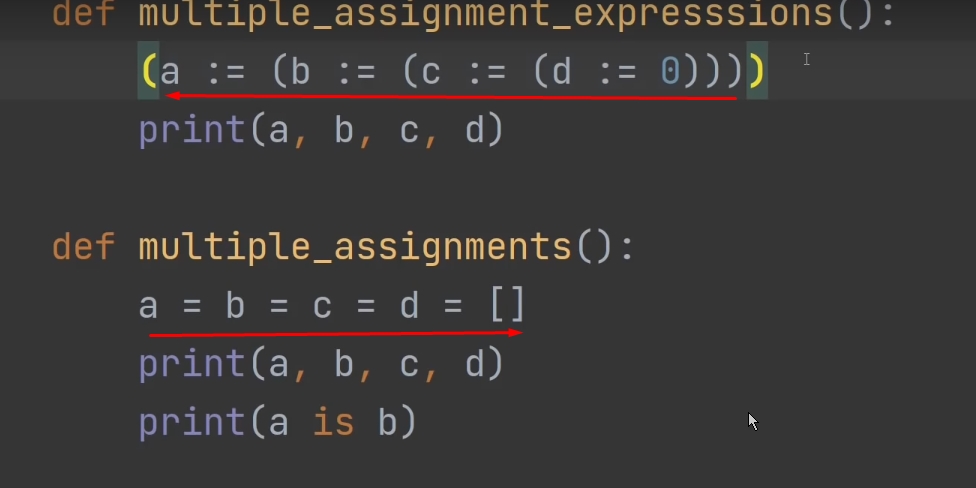 def multiple_assignment_expresssions():
(a := (b := (c := (d := 0))))
print(a, b, c, d)
def multiple_assignments():
a = b = c = d = []
print(a, b, c, d)
print(a is b)